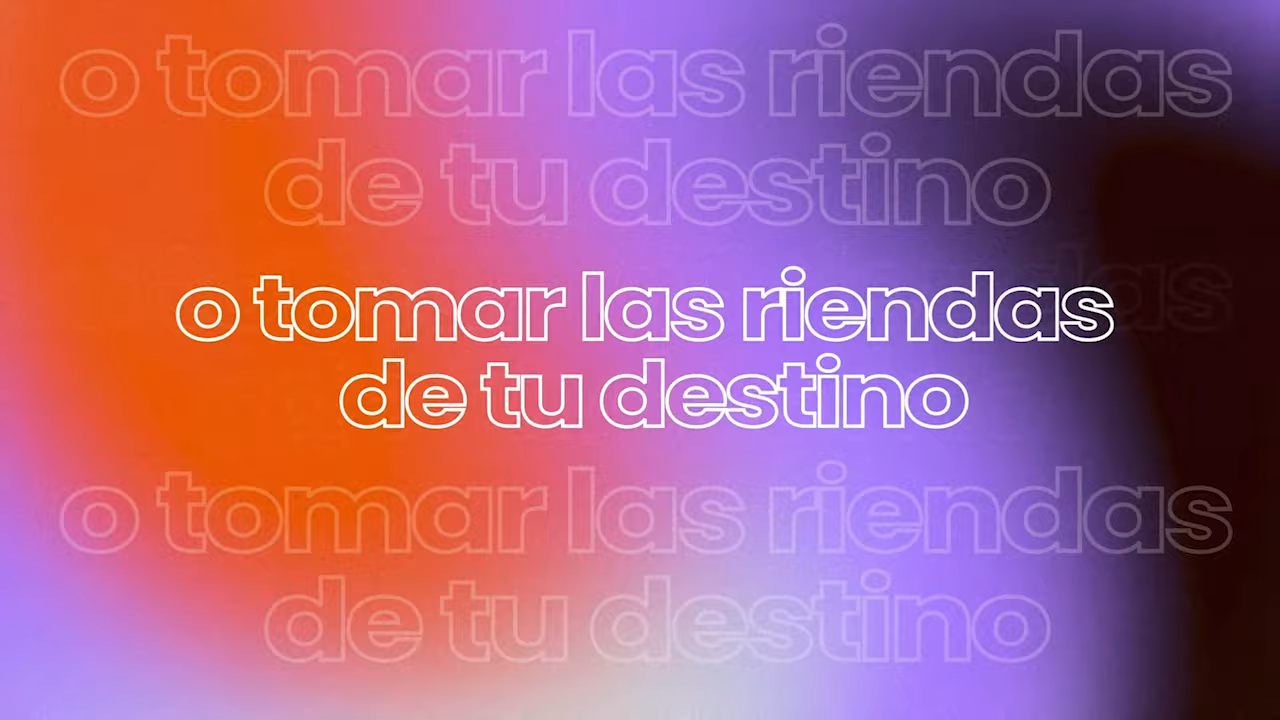 o tomar las riendas
de tu destino
o tomar las riendas
de tu destino
o tomar las riendas
de tu destino